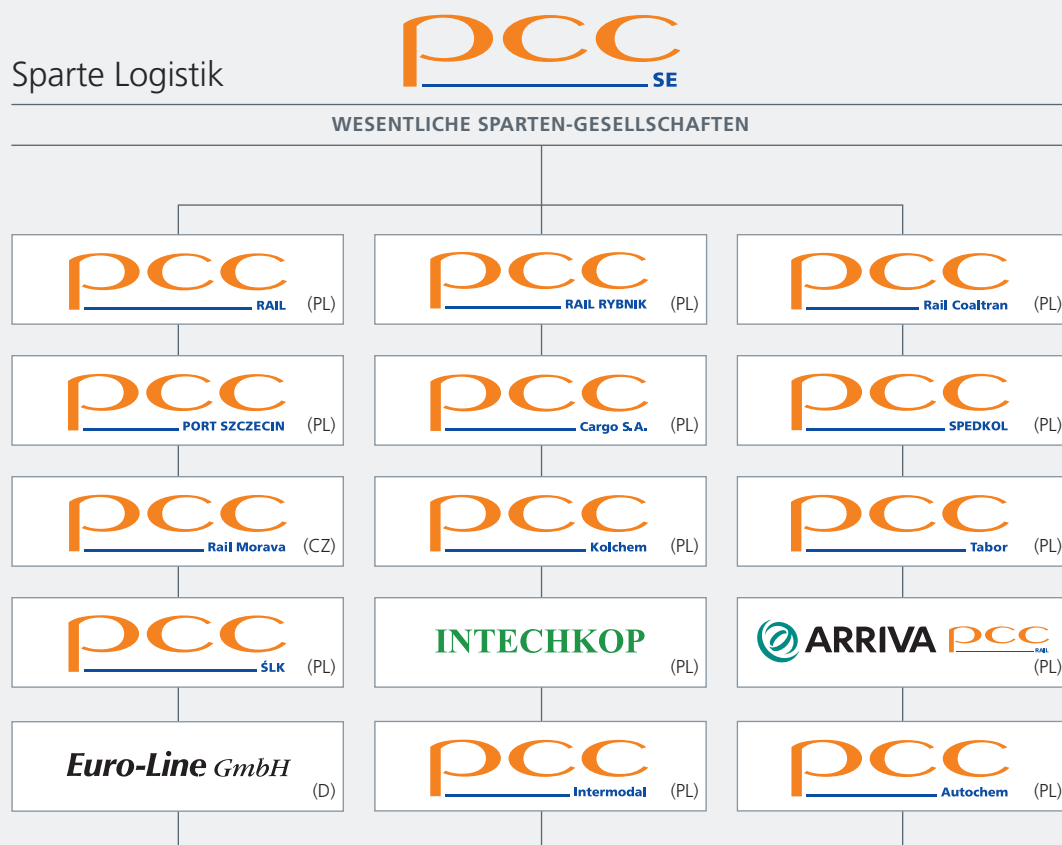 Sparte Logistik
pcc SE
WESENTLICHE SPARTEN-GESELLSCHAFTEN
pcc RAIL (PL)
pcc RAIL RYBNIK (PL)
pcc Rail Coaltran (PL)
pcc PORT SZCZECIN (PL)
pcc Cargo S.A. (PL)
pcc SPEDKOL (PL)
pcc Rail Morava (CZ)
pcc Kolchem (PL)
pcc Tabor (PL)
pcc ŚLK (PL)
INTECHKOP (PL)
ARRIVA pcc RAIL (PL)
Euro-Line GmbH (D)
pcc Intermodal (PL)
pcc Autochem (PL)